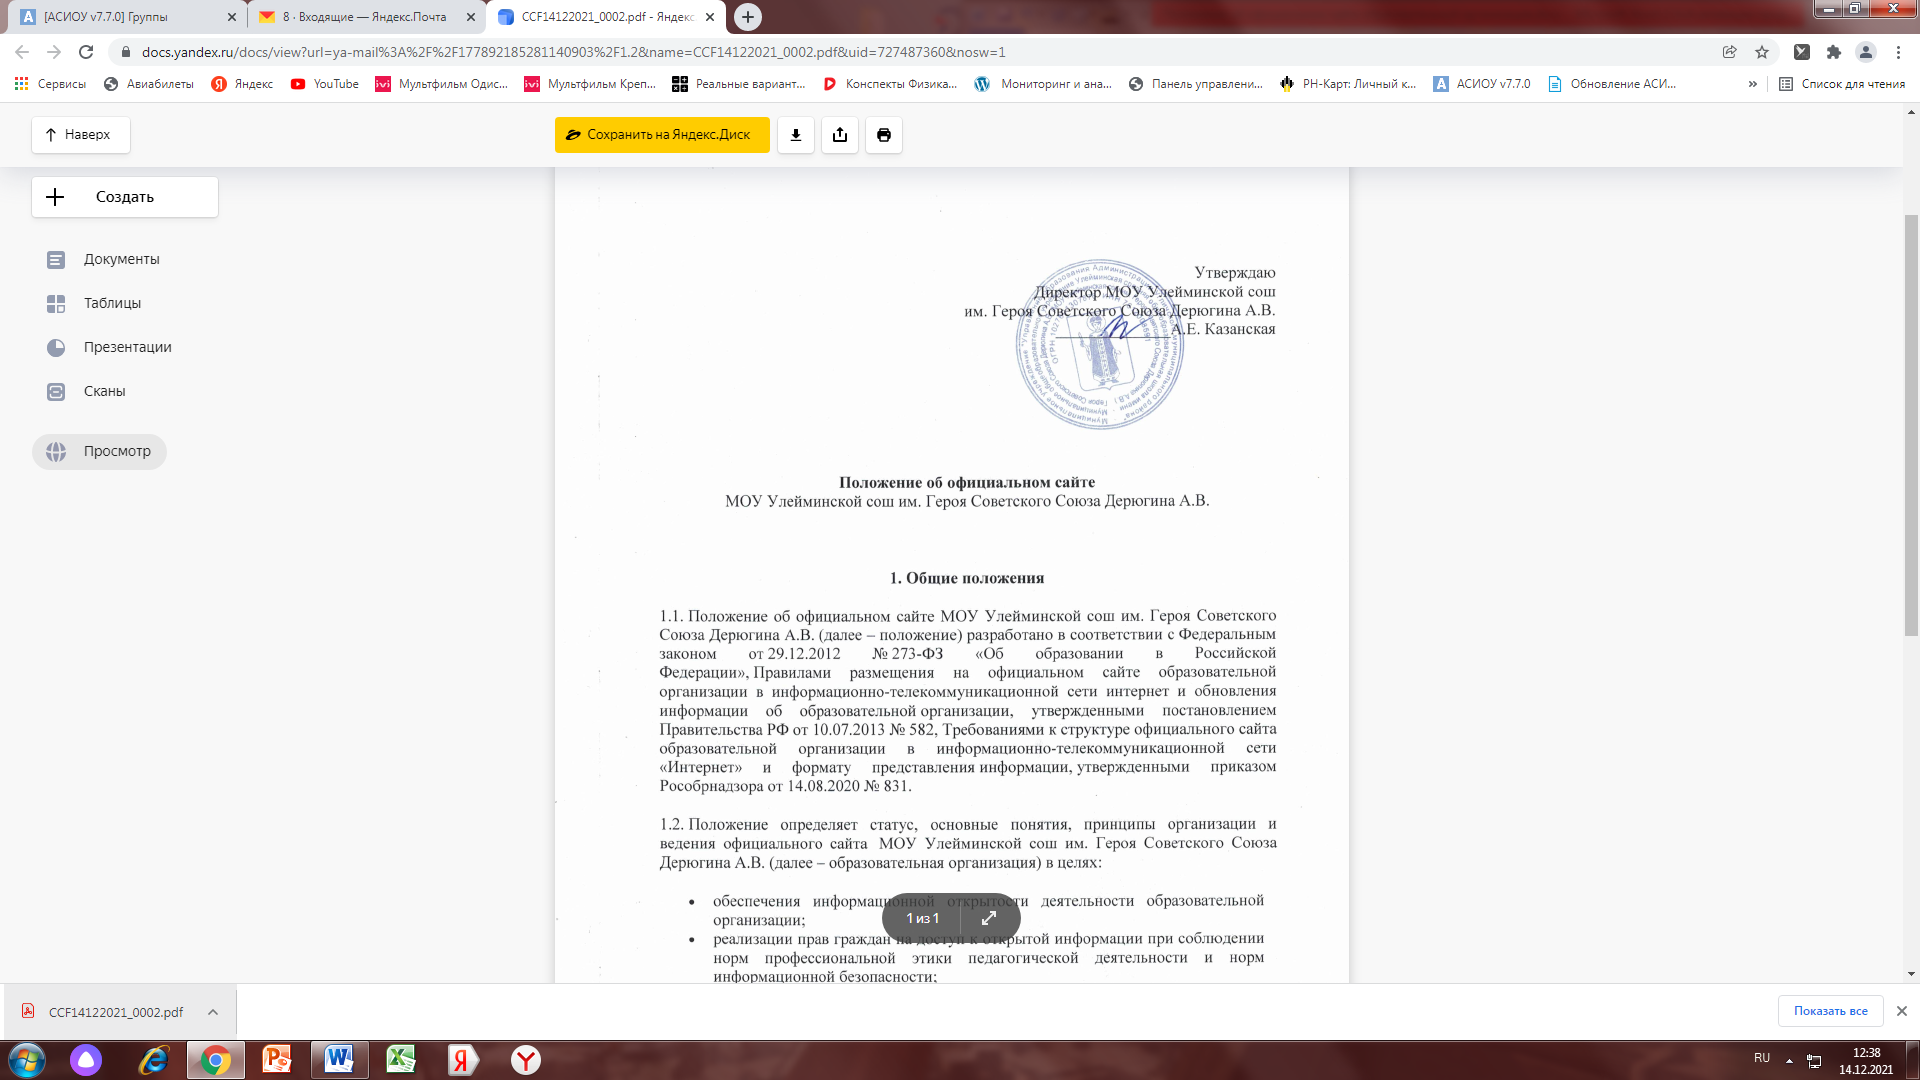 [АСИОУ v7.7.0] Группы
8 · Входящие — Яндекс.Почта
CCF14122021_0002.pdf - Яндекс.
docs.yandex.ru/docs/view?url=ya-mail%3A%2F%2F177892185281140903%2F1.2&name=CCF14122021_0002.pdf&uid=727487360&nosw=1
Сервисы
Авиабилеты
Яндекс
YouTube
Мультфильм Одис...
Мультфильм Креп...
Реальные вариант...
Конспекты Физика...
Мониторинг и ана...
Панель управлени...
РН-Карт: Личный к...
АСИОУ v7.7.0
Обновление АСИ...
»
Список для чтения
Наверх
Сохранить на Яндекс.Диск
Создать
Документы
Таблицы
Презентации
Сканы
Просмотр
Утверждаю
Директор МОУ Улейминской сош
им. Героя Советского Союза Дерюгина А.В.
А.Е. Казанская
Положение об официальном сайте
МОУ Улейминской сош им. Героя Советского Союза Дерюгина А.В.
1. Общие положения
1.1. Положение об официальном сайте МОУ Улейминской сош им. Героя Советского
Союза Дерюгина А.В. (далее – положение) разработано в соответствии с Федеральным
законом от 29.12.2012 № 273-ФЗ «Об образовании в Российской
Федерации», Правилами размещения на официальном сайте образовательной
организации в информационно-телекоммуникационной сети интернет и обновления
информации об образовательной организации, утвержденными постановлением
Правительства РФ от 10.07.2013 № 582, Требованиями к структуре официального сайта
образовательной организации в информационно-телекоммуникационной сети
«Интернет» и формату представления информации, утвержденными приказом
Рособрнадзора от 14.08.2020 № 831.
1.2. Положение определяет статус, основные понятия, принципы организации и
ведения официального сайта МОУ Улейминской сош им. Героя Советского Союза
Дерюгина А.В. (далее – образовательная организация) в целях:
• обеспечения информационной открытости деятельности образовательной
организации;
• реализации прав граждан на доступ к открытой информации при соблюдении
норм профессиональной этики педагогической деятельности и норм
информационной безопасности;
1 из 1
CCF14122021_0002.pdf
Показать все
RU
12:38
14.12.2021